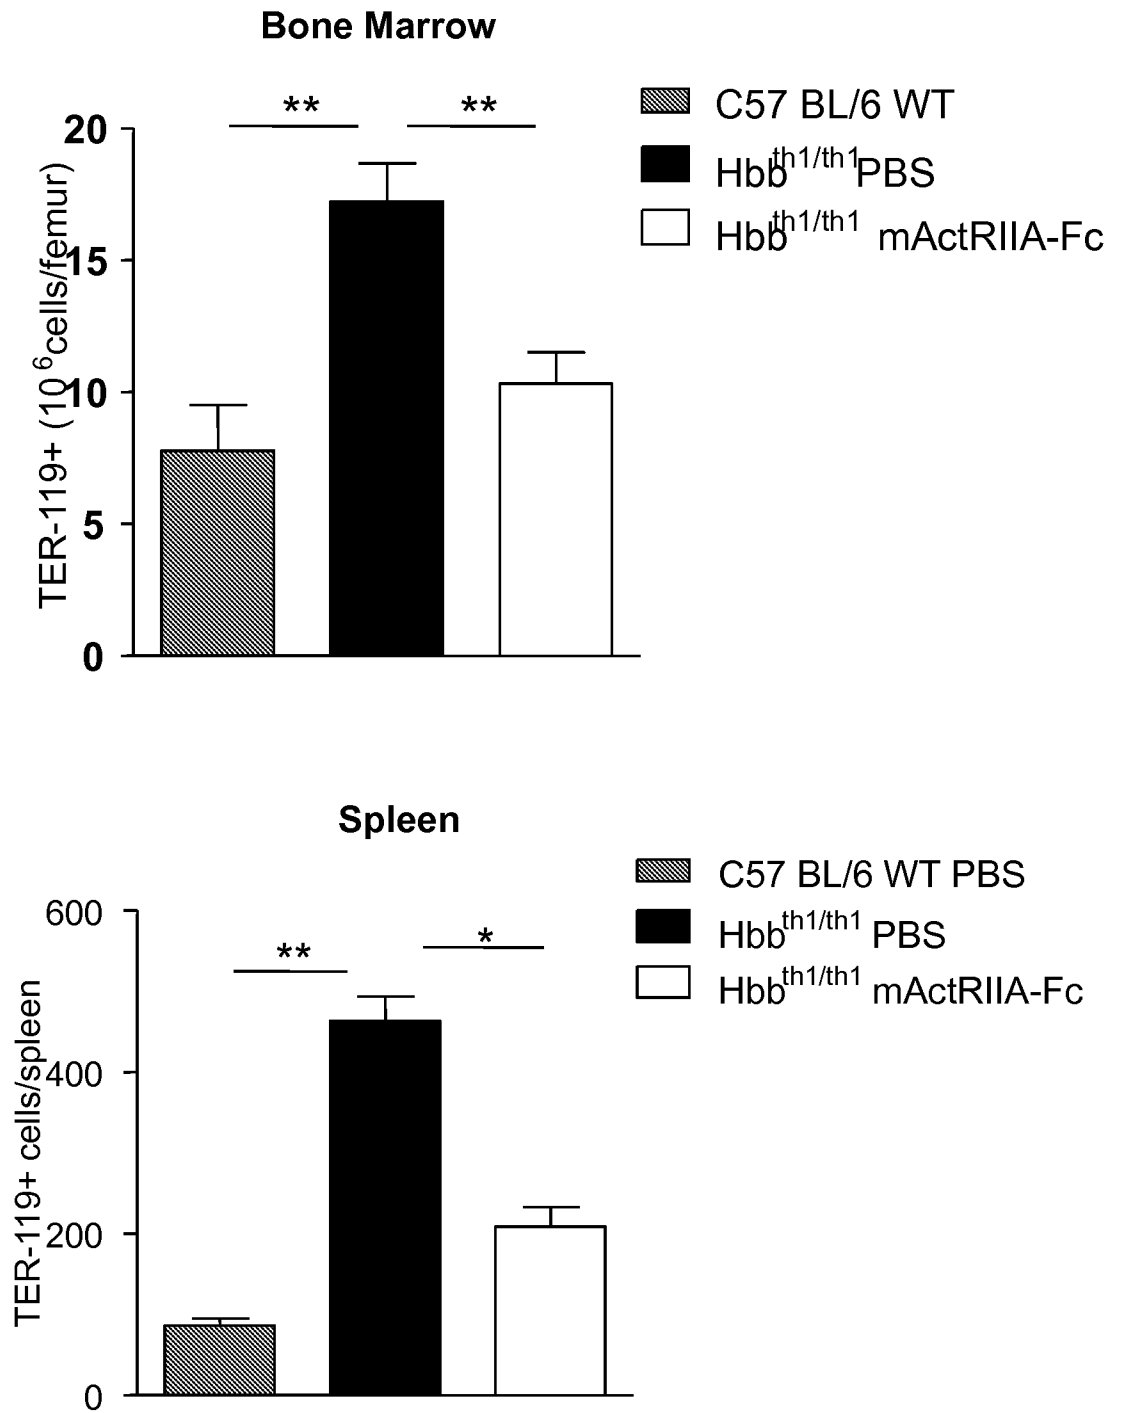 Bone Marrow
** **
C57 BL/6 WT
Hbbth1/th1PBS
Hbbth1/th1 mActRIIA-Fc
TER-119+ (106cells/femur)
20
15
10
5
0
Spleen
C57 BL/6 WT PBS
Hbbth1/th1 PBS
Hbbth1/th1 mActRIIA-Fc
** *
TER-119+ cells/spleen
600
400
200
0